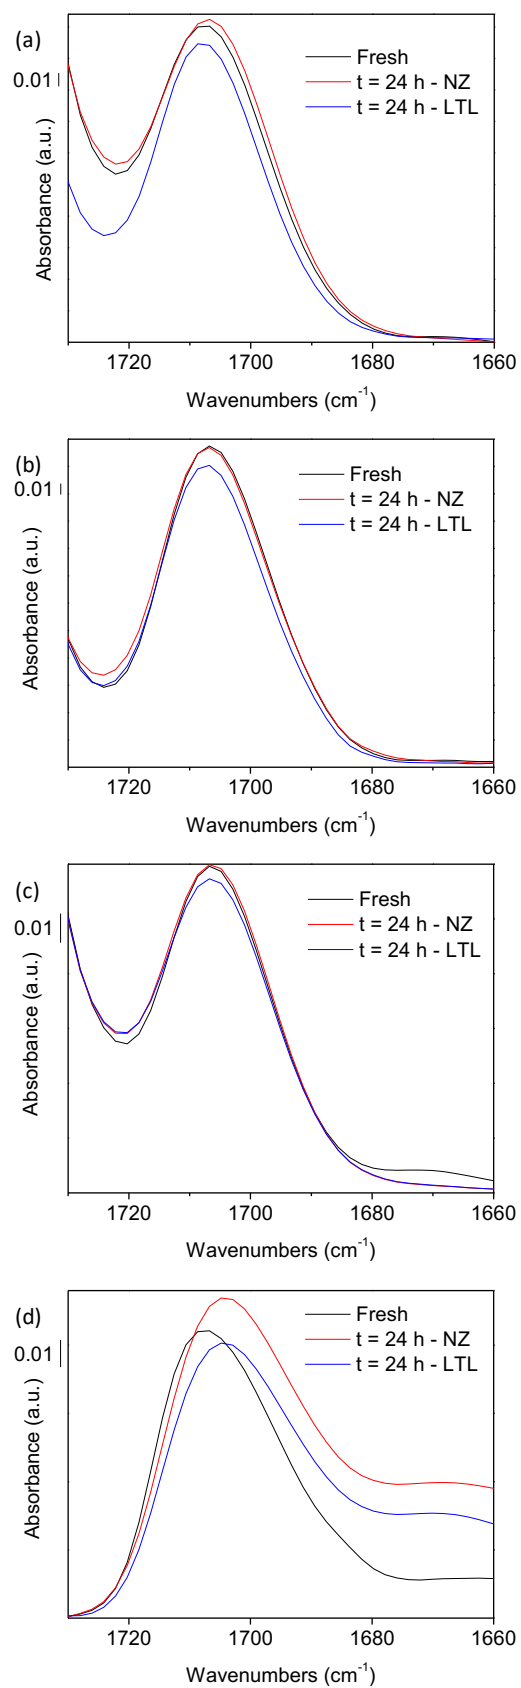 (a)
0.01
Fresh
t = 24 h - NZ
t = 24 h - LTL
Absorbance (a.u.)
1720 1700 1680 1660
Wavenumbers (cm-1)
(b)
0.01
Fresh
t = 24 h - NZ
t = 24 h - LTL
Absorbance (a.u.)
1720 1700 1680 1660
Wavenumbers (cm-1)
(c)
0.01
Fresh
t = 24 h - NZ
t = 24 h - LTL
Absorbance (a.u.)
1720 1700 1680 1660
Wavenumbers (cm-1)
(d)
0.01
Fresh
t = 24 h - NZ
t = 24 h - LTL
Absorbance (a.u.)
1720 1700 1680 1660
Wavenumbers (cm-1)